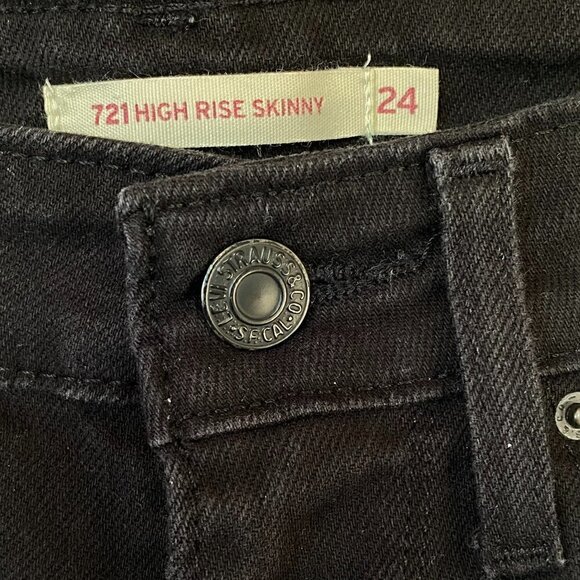 721 HIGH RISE SKINNY 24
LEVI STRAUSS & CO.
S.F. CAL.